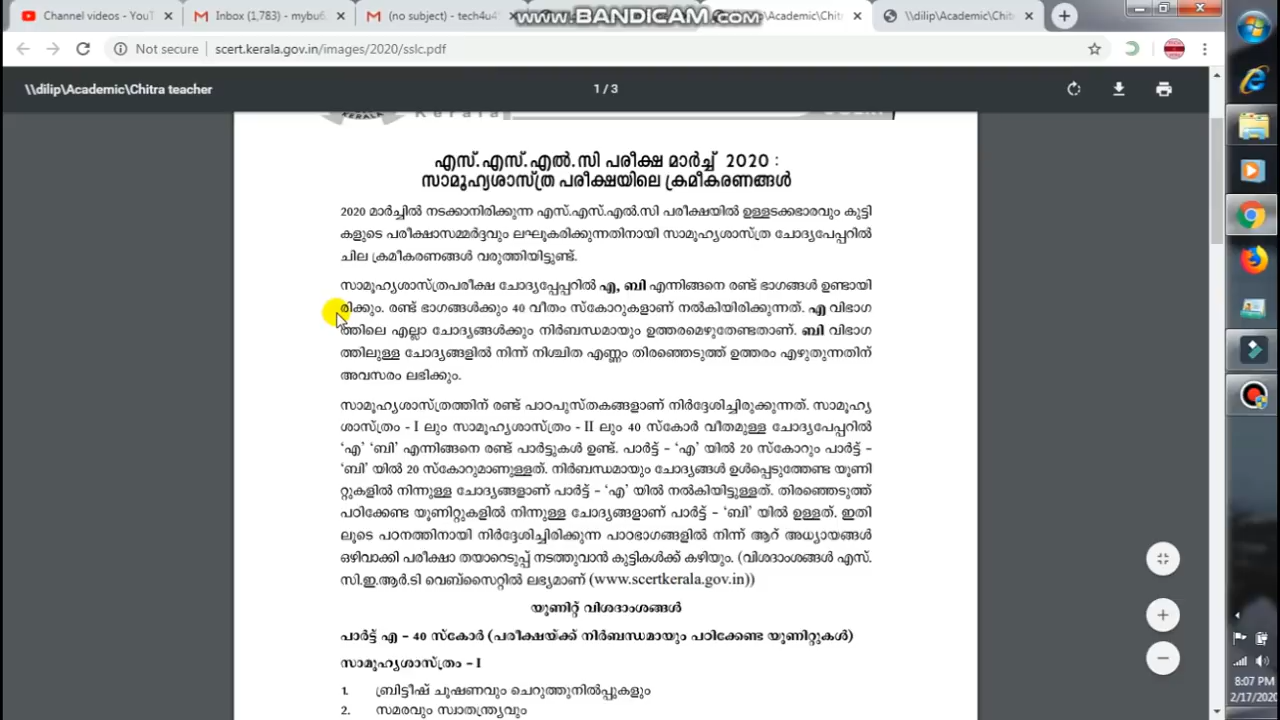 Channel videos - YouT
Inbox (1,783) - mybu6
(no subject) - tech4u4
www.BANDICAM.com
\Academic\Chit
\\dilip\Academic\Chit
Not secure
scert.kerala.gov.in/images/2020/sslc.pdf
\\dilip\Academic\Chitra teacher
1 / 3
KERALA
Kerala
എസ്.എസ്.എൽ.സി പരീക്ഷ മാർച്ച് 2020 :
സാമൂഹ്യശാസ്ത്ര പരീക്ഷയിലെ ക്രമീകരണങ്ങൾ
2020 മാർച്ചിൽ നടക്കാനിരിക്കുന്ന എസ്.എസ്.എൽ.സി പരീക്ഷയിൽ ഉള്ളടക്കഭാരവും കുട്ടി
കളുടെ പരീക്ഷാസമ്മർദ്ദവും ലഘൂകരിക്കുന്നതിനായി സാമൂഹ്യശാസ്ത്ര ചോദ്യപേപ്പറിൽ
ചില ക്രമീകരണങ്ങൾ വരുത്തിയിട്ടുണ്ട്.
സാമൂഹ്യശാസ്ത്രപരീക്ഷ ചോദ്യപ്പേപ്പറിൽ എ, ബി എന്നിങ്ങനെ രണ്ട് ഭാഗങ്ങൾ ഉണ്ടായി
രിക്കും. രണ്ട് ഭാഗങ്ങൾക്കും 40 വീതം സ്കോറുകളാണ് നൽകിയിരിക്കുന്നത്. എ വിഭാഗ
ത്തിലെ എല്ലാ ചോദ്യങ്ങൾക്കും നിർബന്ധമായും ഉത്തരമെഴുതേണ്ടതാണ്. ബി വിഭാഗ
ത്തിലുള്ള ചോദ്യങ്ങളിൽ നിന്ന് നിശ്ചിത എണ്ണം തിരഞ്ഞെടുത്ത് ഉത്തരം എഴുതുന്നതിന്
അവസരം ലഭിക്കും.
സാമൂഹ്യശാസ്ത്രത്തിന് രണ്ട് പാഠപുസ്തകങ്ങളാണ് നിർദ്ദേശിച്ചിരുക്കുന്നത്. സാമൂഹ്യ
ശാസ്ത്രം - I ലും സാമൂഹ്യശാസ്ത്രം - II ലും 40 സ്കോർ വീതമുള്ള ചോദ്യപേപ്പറിൽ
‘എ’ ‘ബി’ എന്നിങ്ങനെ രണ്ട് പാർട്ടുകൾ ഉണ്ട്. പാർട്ട് - ‘എ’ യിൽ 20 സ്കോറും പാർട്ട് -
‘ബി’ യിൽ 20 സ്കോറുമാണുള്ളത്. നിർബന്ധമായും ചോദ്യങ്ങൾ ഉൾപ്പെടുത്തേണ്ട യൂണി
റ്റുകളിൽ നിന്നുള്ള ചോദ്യങ്ങളാണ് പാർട്ട് - ‘എ’ യിൽ നൽകിയിട്ടുള്ളത്. തിരഞ്ഞെടുത്ത്
പഠിക്കേണ്ട യൂണിറ്റുകളിൽ നിന്നുള്ള ചോദ്യങ്ങളാണ് പാർട്ട് - ‘ബി’ യിൽ ഉള്ളത്. ഇതി
ലൂടെ പഠനത്തിനായി നിർദ്ദേശിച്ചിരിക്കുന്ന പാഠഭാഗങ്ങളിൽ നിന്ന് ആറ് അധ്യായങ്ങൾ
ഒഴിവാക്കി പരീക്ഷാ തയാറെടുപ്പ് നടത്തുവാൻ കുട്ടികൾക്ക് കഴിയും. (വിശദാംശങ്ങൾ എസ്.
സി.ഇ.ആർ.ടി വെബ്സൈറ്റിൽ ലഭ്യമാണ് (www.scertkerala.gov.in))
യൂണിറ്റ് വിശദാംശങ്ങൾ
പാർട്ട് എ - 40 സ്കോർ (പരീക്ഷയ്ക്ക് നിർബന്ധമായും പഠിക്കേണ്ട യൂണിറ്റുകൾ)
സാമൂഹ്യശാസ്ത്രം - I
1. ബ്രിട്ടീഷ് ചൂഷണവും ചെറുത്തുനിൽപ്പുകളും
2. സമരവും സ്വാതന്ത്ര്യവും
8:07 PM
2/17/2020